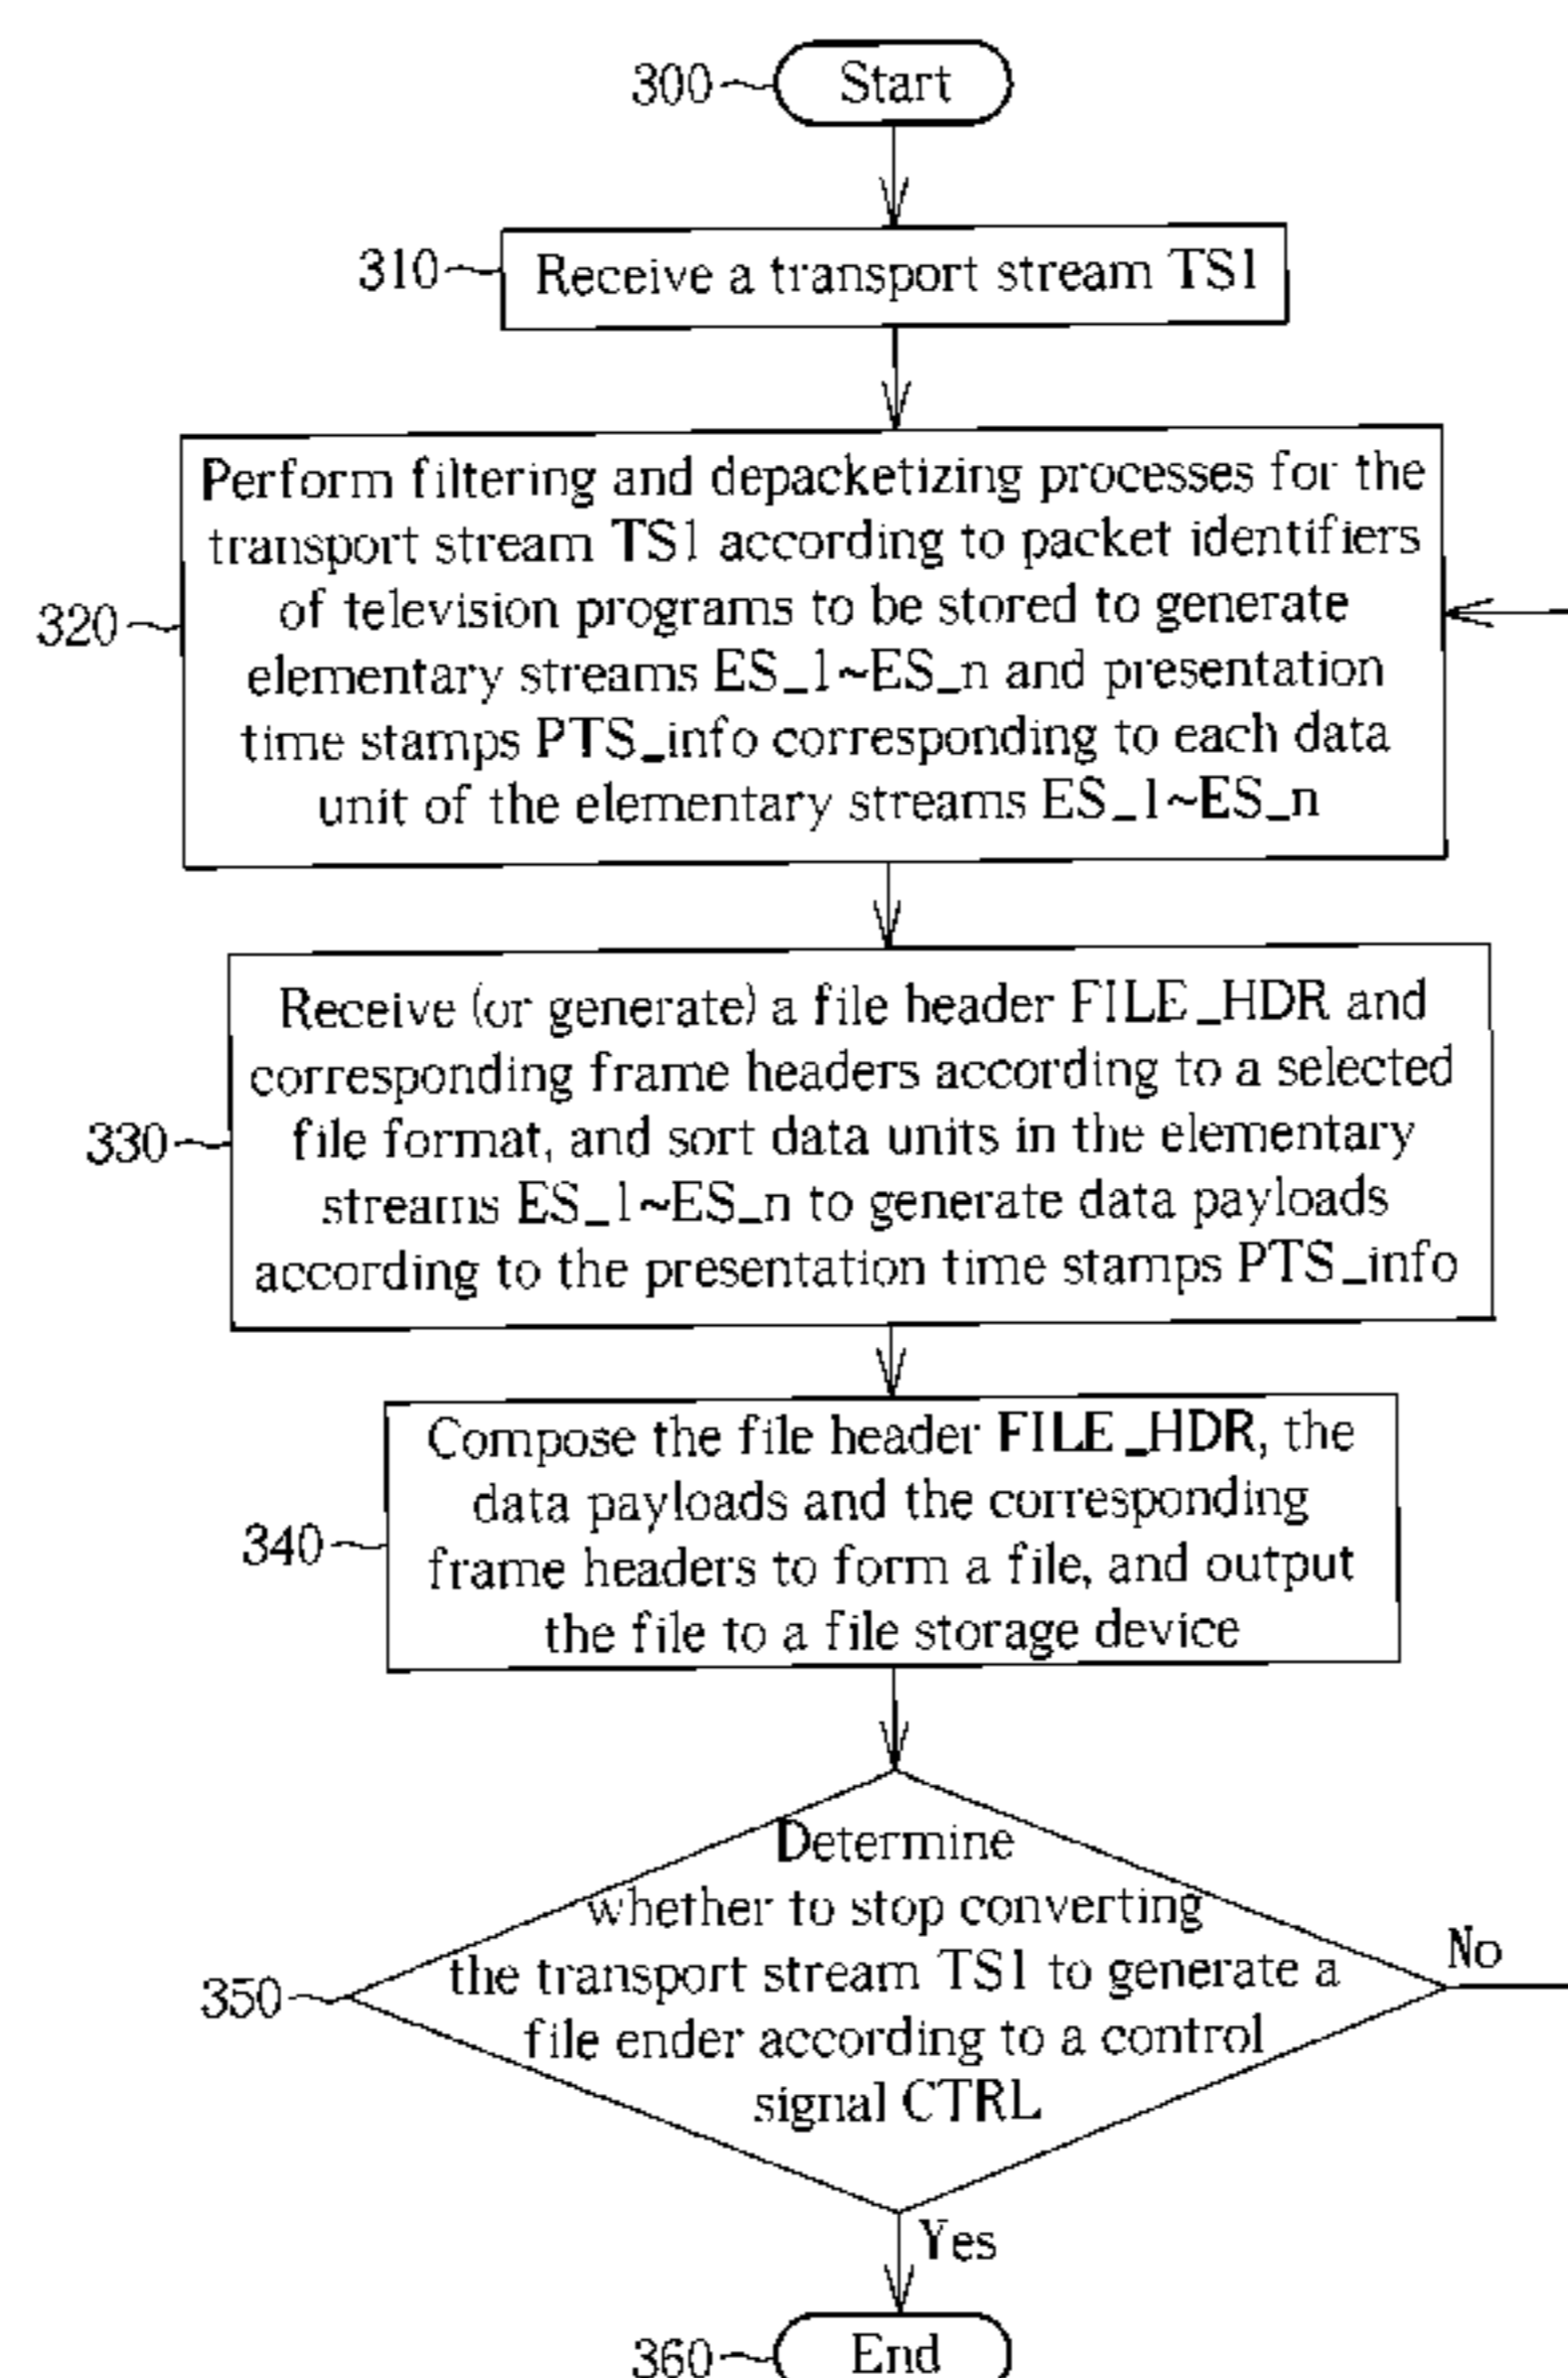 300
Start
310
Receive a transport stream TS1
320
Perform filtering and depacketizing processes for the
transport stream TS1 according to packet identifiers
of television programs to be stored to generate
elementary streams ES_1~ES_n and presentation
time stamps PTS_info corresponding to each data
unit of the elementary streams ES_1~ES_n
330
Receive (or generate) a file header FILE_HDR and
corresponding frame headers according to a selected
file format, and sort data units in the elementary
streams ES_1~ES_n to generate data payloads
according to the presentation time stamps PTS_info
340
Compose the file header FILE_HDR, the
data payloads and the corresponding
frame headers to form a file, and output
the file to a file storage device
350
Determine
whether to stop converting
the transport stream TS1 to generate a
file ender according to a control
signal CTRL
No
Yes
360
End